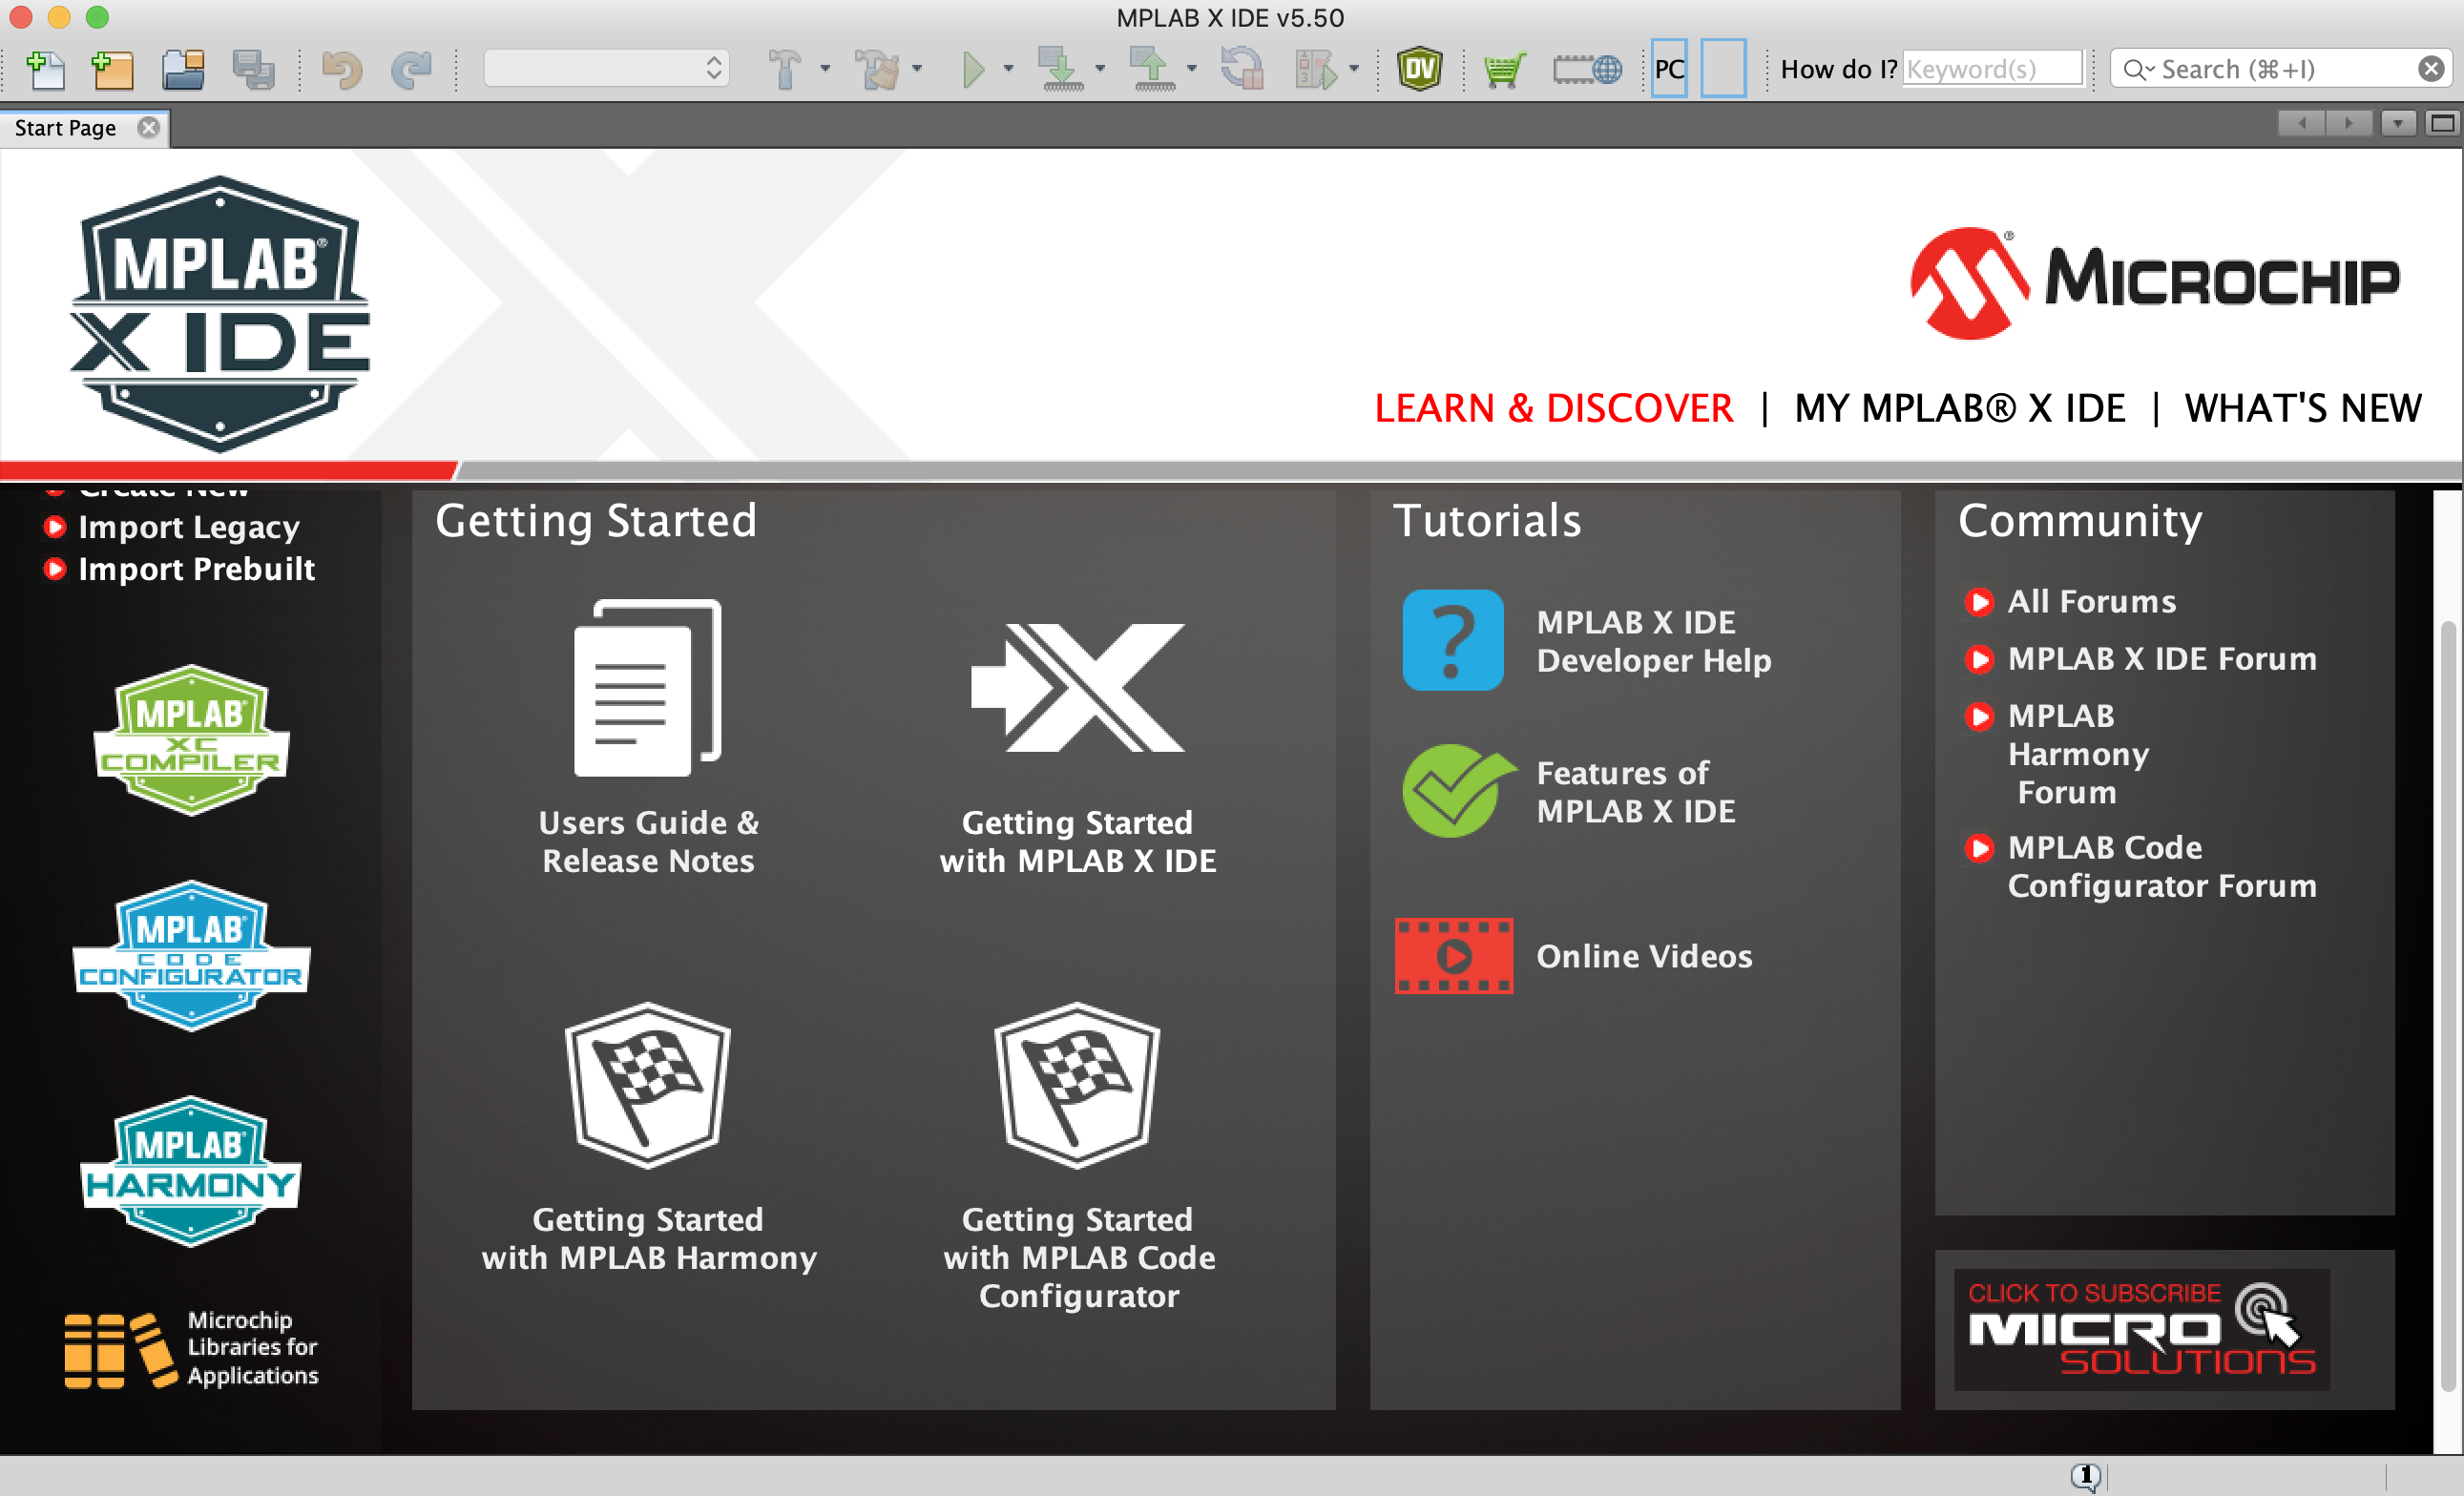 MPLAB X IDE v5.50
PC
How do I?
Keyword(s)
Search (⌘+I)
DV
Start Page
MPLAB®
X IDE
MICROCHIP ®
LEARN & DISCOVER | MY MPLAB® X IDE | WHAT'S NEW
Create New
Import Legacy
Import Prebuilt
MPLAB®
XC
COMPILER
MPLAB®
CODE
CONFIGURATOR
MPLAB®
HARMONY
Microchip
Libraries for
Applications
Getting Started
Users Guide &
Release Notes
Getting Started
with MPLAB X IDE
Getting Started
with MPLAB Harmony
Getting Started
with MPLAB Code
Configurator
Tutorials
MPLAB X IDE
Developer Help
Features of
MPLAB X IDE
Online Videos
Community
All Forums
MPLAB X IDE Forum
MPLAB
Harmony
Forum
MPLAB Code
Configurator Forum
CLICK TO SUBSCRIBE
MICRO
SOLUTIONS
1